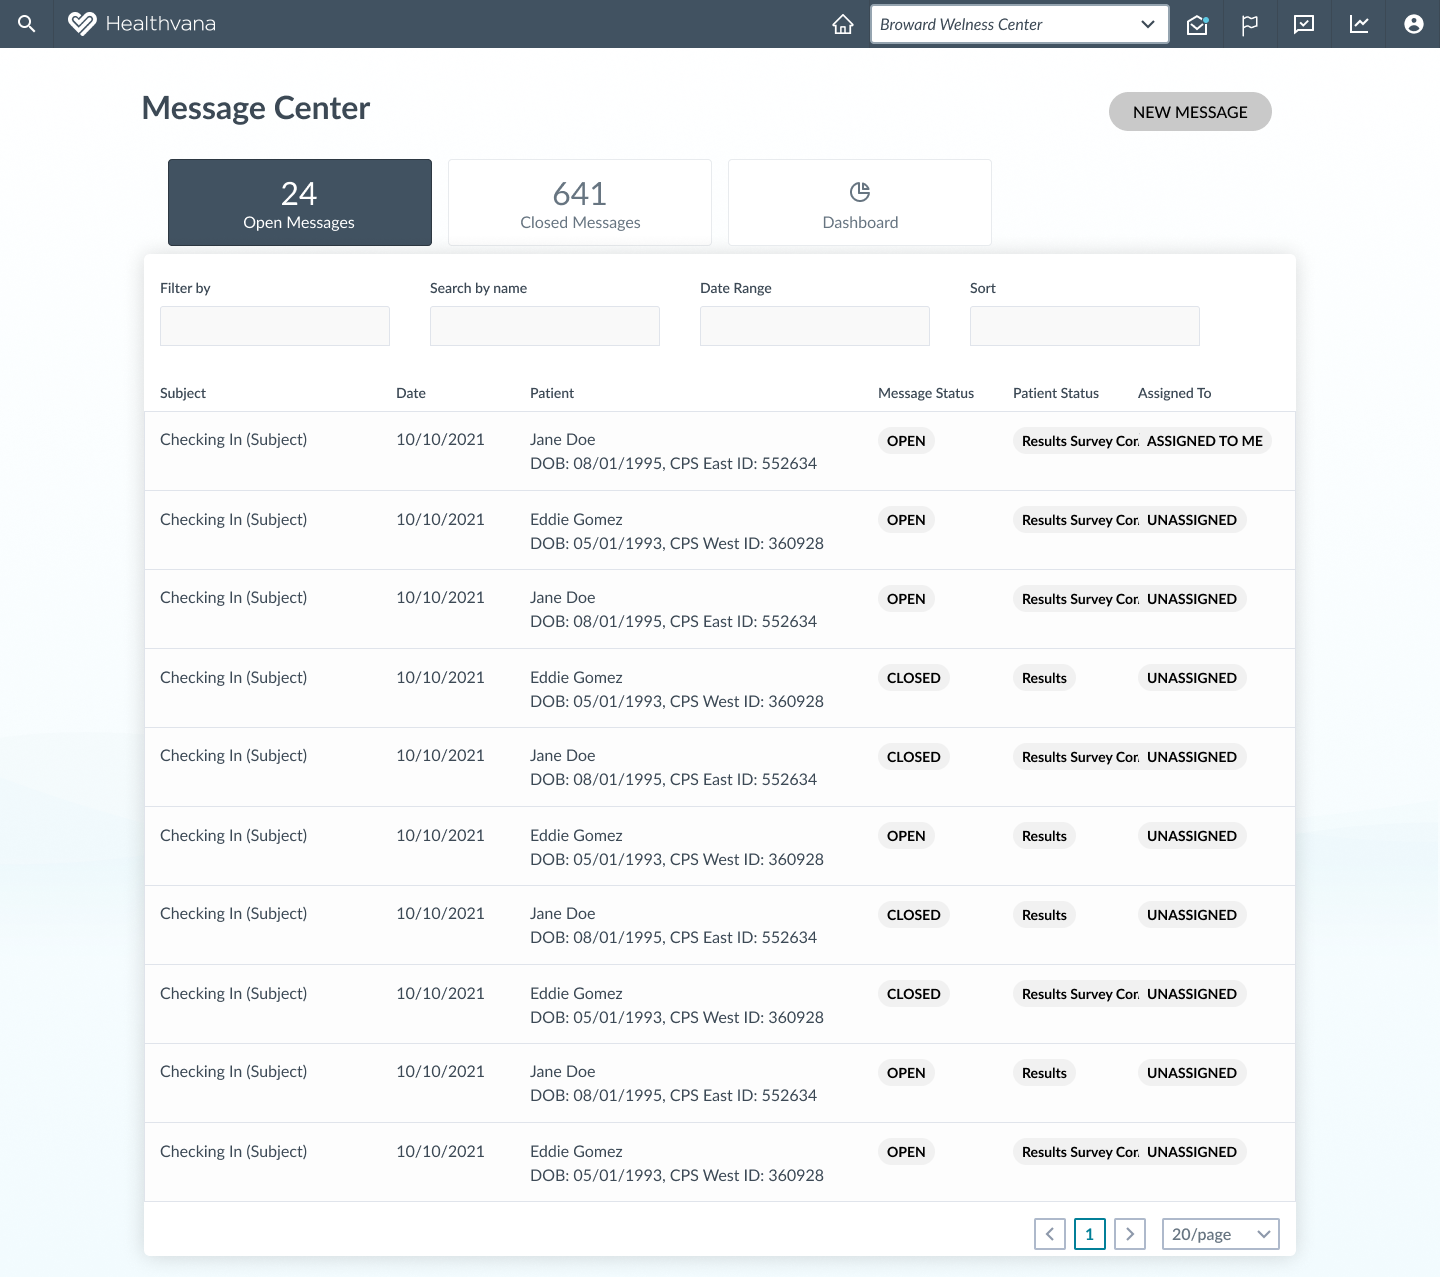 Healthvana
Broward Welness Center
Message Center
NEW MESSAGE
24
Open Messages
641
Closed Messages
Dashboard
Filter by
Search by name
Date Range
Sort
Subject Date Patient Message Status Patient Status Assigned To
Checking In (Subject) 10/10/2021 Jane Doe OPEN Results Survey Cor. ASSIGNED TO ME
DOB: 08/01/1995, CPS East ID: 552634
Checking In (Subject) 10/10/2021 Eddie Gomez OPEN Results Survey Cor. UNASSIGNED
DOB: 05/01/1993, CPS West ID: 360928
Checking In (Subject) 10/10/2021 Jane Doe OPEN Results Survey Cor. UNASSIGNED
DOB: 08/01/1995, CPS East ID: 552634
Checking In (Subject) 10/10/2021 Eddie Gomez CLOSED Results UNASSIGNED
DOB: 05/01/1993, CPS West ID: 360928
Checking In (Subject) 10/10/2021 Jane Doe CLOSED Results Survey Cor. UNASSIGNED
DOB: 08/01/1995, CPS East ID: 552634
Checking In (Subject) 10/10/2021 Eddie Gomez OPEN Results UNASSIGNED
DOB: 05/01/1993, CPS West ID: 360928
Checking In (Subject) 10/10/2021 Jane Doe CLOSED Results UNASSIGNED
DOB: 08/01/1995, CPS East ID: 552634
Checking In (Subject) 10/10/2021 Eddie Gomez CLOSED Results Survey Cor. UNASSIGNED
DOB: 05/01/1993, CPS West ID: 360928
Checking In (Subject) 10/10/2021 Jane Doe OPEN Results UNASSIGNED
DOB: 08/01/1995, CPS East ID: 552634
Checking In (Subject) 10/10/2021 Eddie Gomez OPEN Results Survey Cor. UNASSIGNED
DOB: 05/01/1993, CPS West ID: 360928
1 20/page